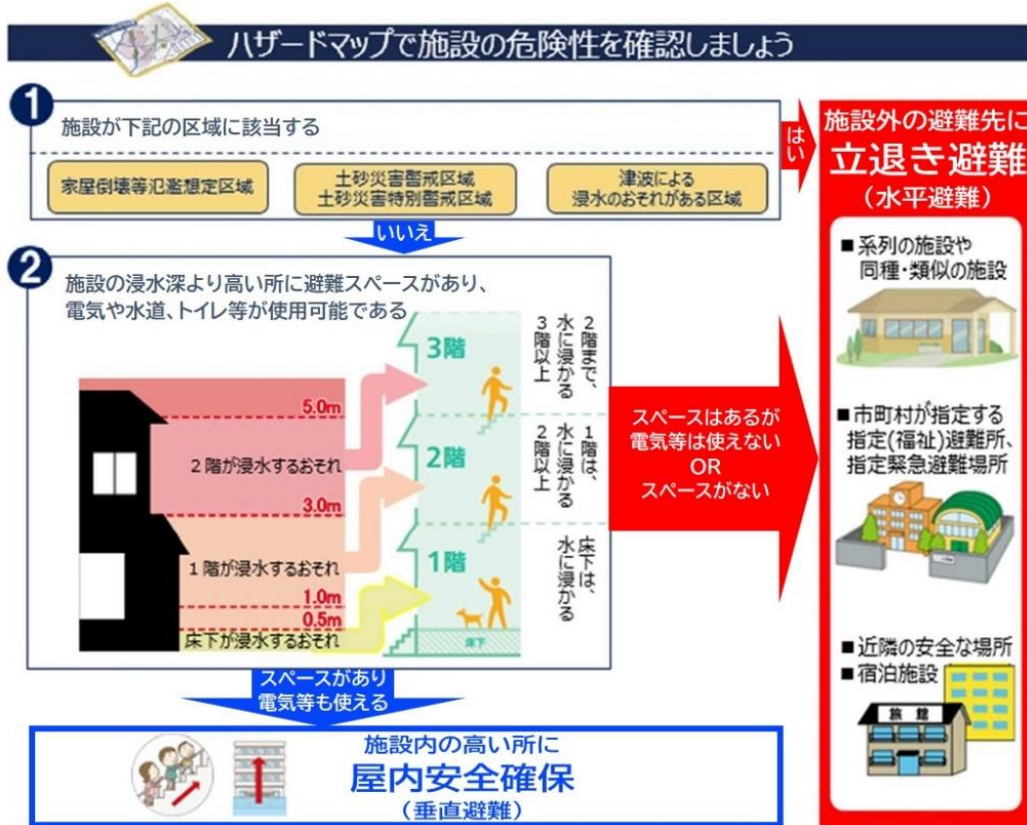 ハザードマップで施設の危険性を確認しましょう
1
施設が下記の区域に該当する
家屋倒壊等氾濫想定区域
土砂災害警戒区域
土砂災害特別警戒区域
津波による
浸水のおそれがある区域
はい
いいえ
2
施設の浸水深より高い所に避難スペースがあり、
電気や水道、トイレ等が使用可能である
5.0m
2階が浸水するおそれ
3.0m
1階が浸水するおそれ
1.0m
0.5m
床下が浸水するおそれ
3階
2階
1階
床下
2階まで、
水に浸かる
3階以上
1階は、
水に浸かる
2階以上
床下は、
水に浸かる
スペースはあるが
電気等は使えない
OR
スペースがない
スペースがあり
電気等も使える
施設内の高い所に
屋内安全確保
(垂直避難)
施設外の避難先に
立退き避難
(水平避難)
■系列の施設や
同種・類似の施設
■市町村が指定する
指定(福祉)避難所、
指定緊急避難場所
■近隣の安全な場所
■宿泊施設
旅館